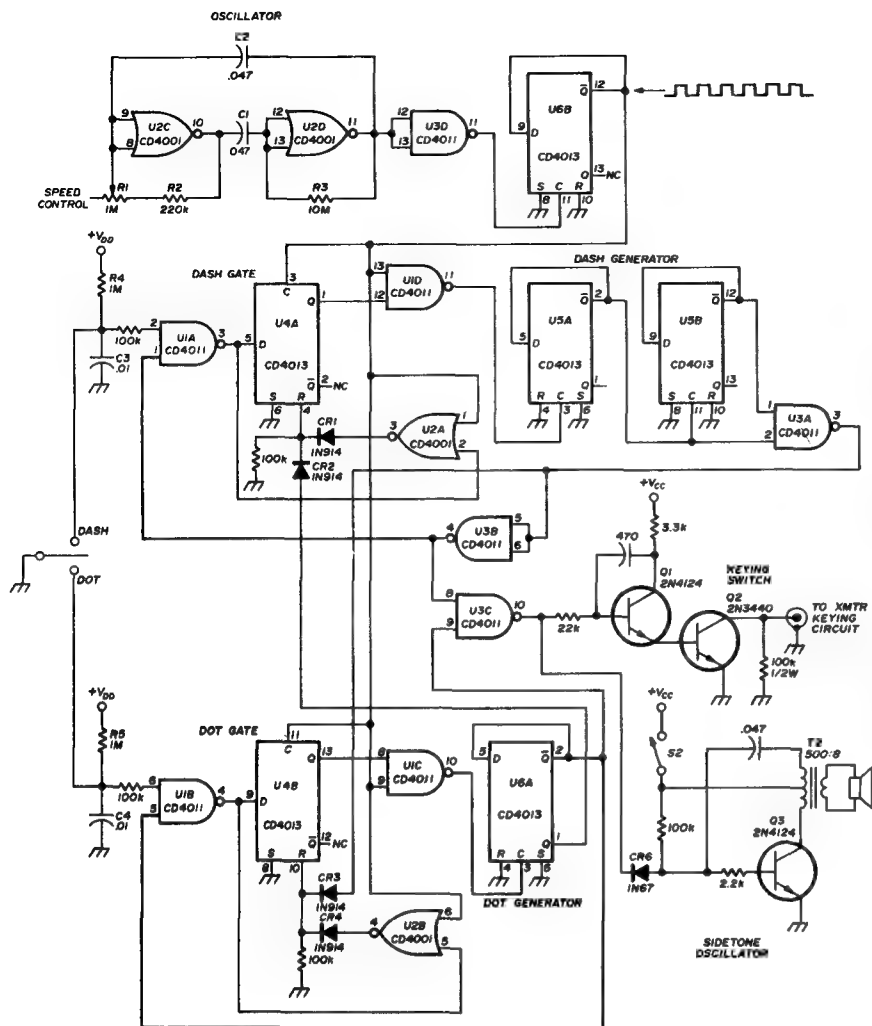 OSCILLATOR
C2
.047
9
8
U2C
CD4001
10
C1
.047
12
13
U2D
CD4001
11
12
13
U3D
CD4011
11
R3
10M
SPEED
CONTROL
R1
1M
R2
220k
Q̅
12
U6B
9
D
CD4013
Q
13
NC
S
C
R
8
11
10
+VDD
R4
1M
DASH GATE
3
C
Q
1
U4A
5
D
CD4013
Q̅
2
NC
S
R
6
4
100k
2
1
U1A
CD4011
3
C3
.01
13
12
U1D
CD4011
11
DASH GENERATOR
Q̅
2
U5A
5
D
CD4013
Q
1
R
C
S
4
3
6
Q̅
12
U5B
9
D
CD4013
Q
13
S
C
R
8
11
10
1
2
U3A
CD4011
3
CR1
1N914
3
U2A
CD4001
1
2
100k
CR2
1N914
DASH
DOT
4
U3B
CD4011
5
6
8
9
U3C
CD4011
10
22k
470
+VCC
3.3k
Q1
2N4124
KEYING
SWITCH
Q2
2N3440
TO XMTR
KEYING
CIRCUIT
100k
1/2W
+VDD
R5
1M
DOT GATE
11
C
Q
13
U4B
9
D
CD4013
Q̅
12
NC
S
R
8
10
100k
6
5
U1B
CD4011
4
C4
.01
8
9
U1C
CD4011
10
5
D
Q̅
2
U6A
CD4013
Q
1
R
C
S
4
3
6
DOT GENERATOR
CR3
1N914
CR4
1N914
4
U2B
CD4001
6
5
100k
+VCC
S2
.047
T2
500:8
100k
Q3
2N4124
CR6
1N67
2.2k
SIDETONE
OSCILLATOR